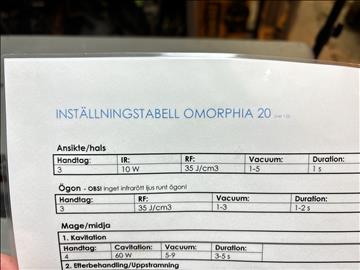 INSTÄLLNINGSTABELL OMORPHIA 20
Ansikte/hals
Handtag: IR: RF: Vacuum: Duration:
3 10 W 35 J/cm3 1-5 1 s
Ögon - OBS! inget infrarött ljus runt ögon!
Handtag: RF: Vacuum: Duration:
3 35 J/cm3 1-3 1-2 s
Mage/midja
1. Kavitation
Handtag: Cavitation: Vacuum: Duration:
4 60 W 5-9 3-5 s
2. Efterbehandling/Uppstramning